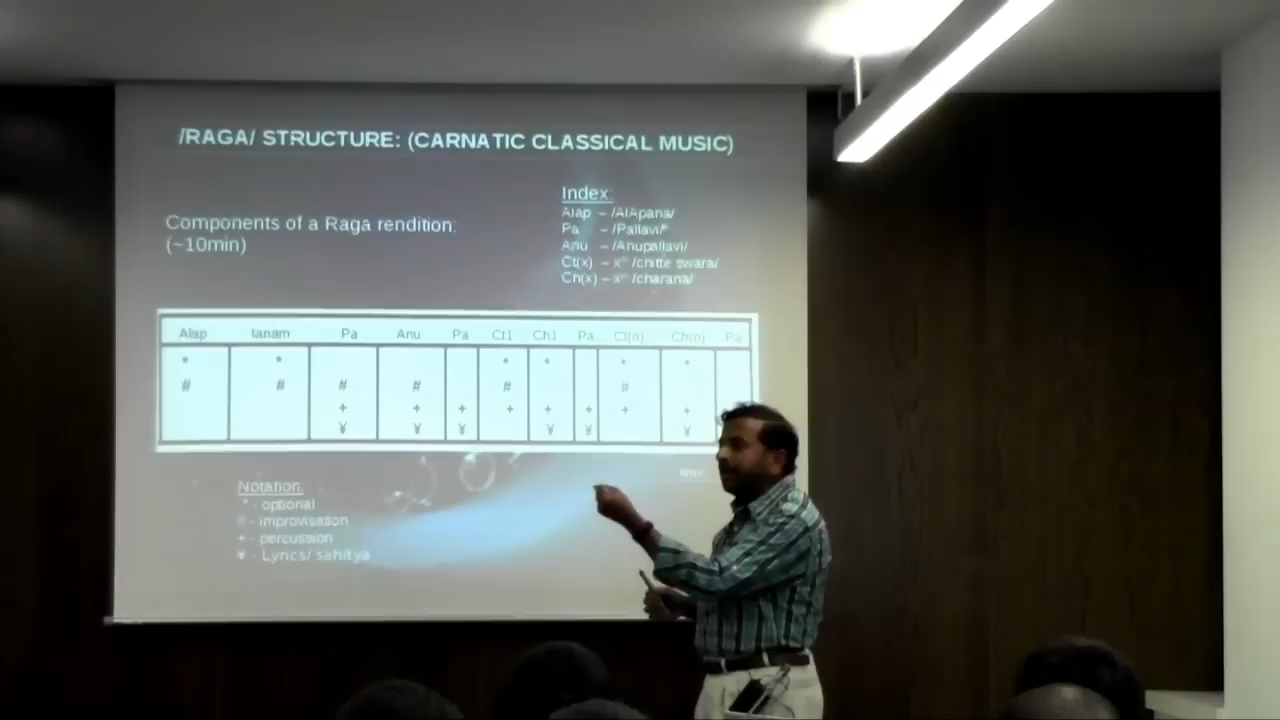 /RAGA/ STRUCTURE: (CARNATIC CLASSICAL MUSIC)
Index:
Alap – /AlApana/
Pa – /Pallavi/*
Anu – /Anupallavi/
Ct(x) – xth /chitte swara/
Ch(x) – xth /charana/
Components of a Raga rendition:
(~10min)
Alap tanam Pa Anu Pa Ct1 Ch1 Pa Ct(n) Ch(n) Pa
* * * * * *
# # # # # #
+ + + + + + + +
¥ ¥ ¥ ¥ ¥ ¥
Notation:
* - optional
# - improvisation
+ - percussion
¥ - Lyrics/ sahitya